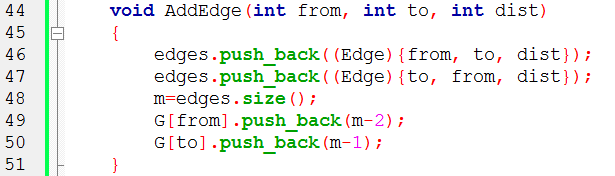 44 void AddEdge(int from, int to, int dist)
45 {
46 edges.push_back((Edge){from, to, dist});
47 edges.push_back((Edge){to, from, dist});
48 m=edges.size();
49 G[from].push_back(m-2);
50 G[to].push_back(m-1);
51 }